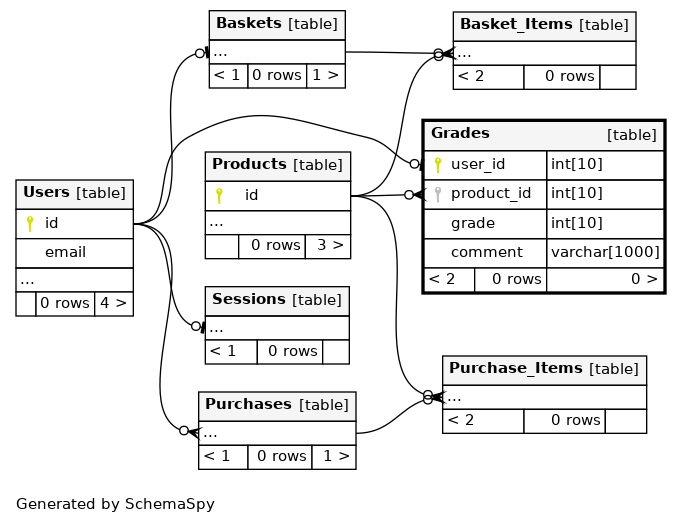 Baskets [table]
...
< 1 0 rows 1 >
Basket_Items [table]
...
< 2 0 rows
Grades [table]
user_id int[10]
product_id int[10]
grade int[10]
comment varchar[1000]
< 2 0 rows 0 >
Products [table]
id
...
0 rows 3 >
Users [table]
id
email
...
0 rows 4 >
Sessions [table]
...
< 1 0 rows
Purchases [table]
...
< 1 0 rows 1 >
Purchase_Items [table]
...
< 2 0 rows
Generated by SchemaSpy